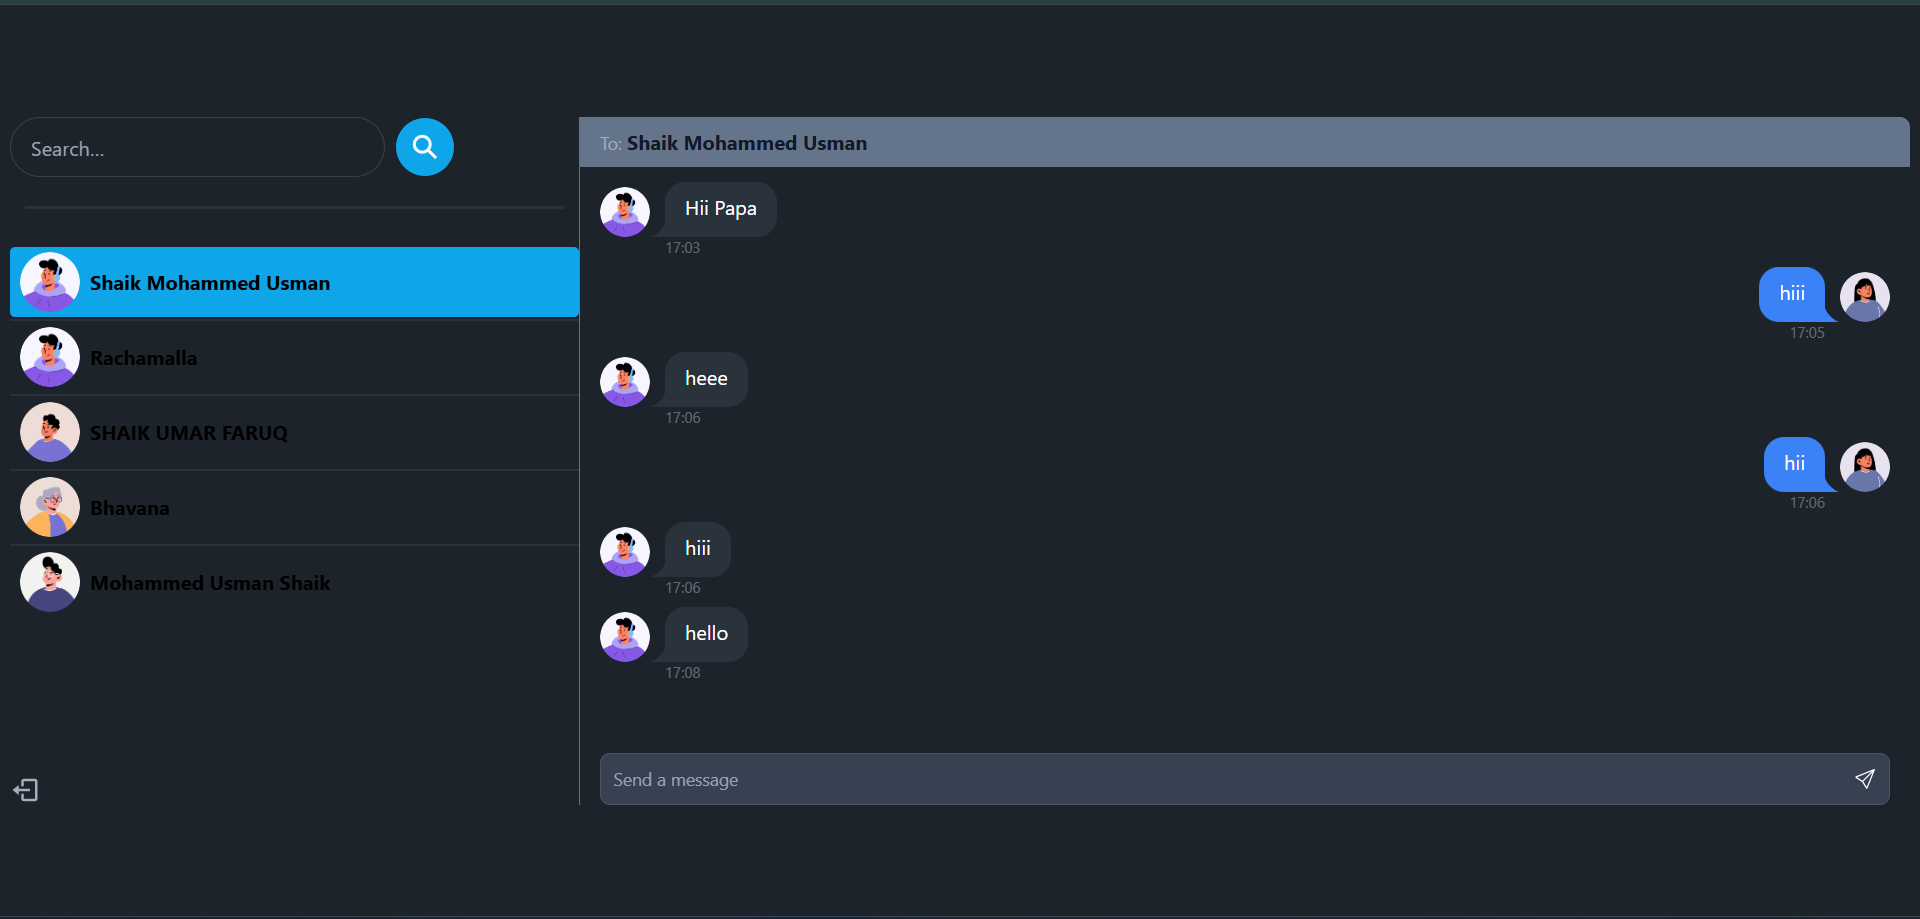 Search...
Shaik Mohammed Usman
Rachamalla
SHAIK UMAR FARUQ
Bhavana
Mohammed Usman Shaik
To: Shaik Mohammed Usman
Hii Papa
17:03
hiii
17:05
heee
17:06
hii
17:06
hiii
17:06
hello
17:08
Send a message